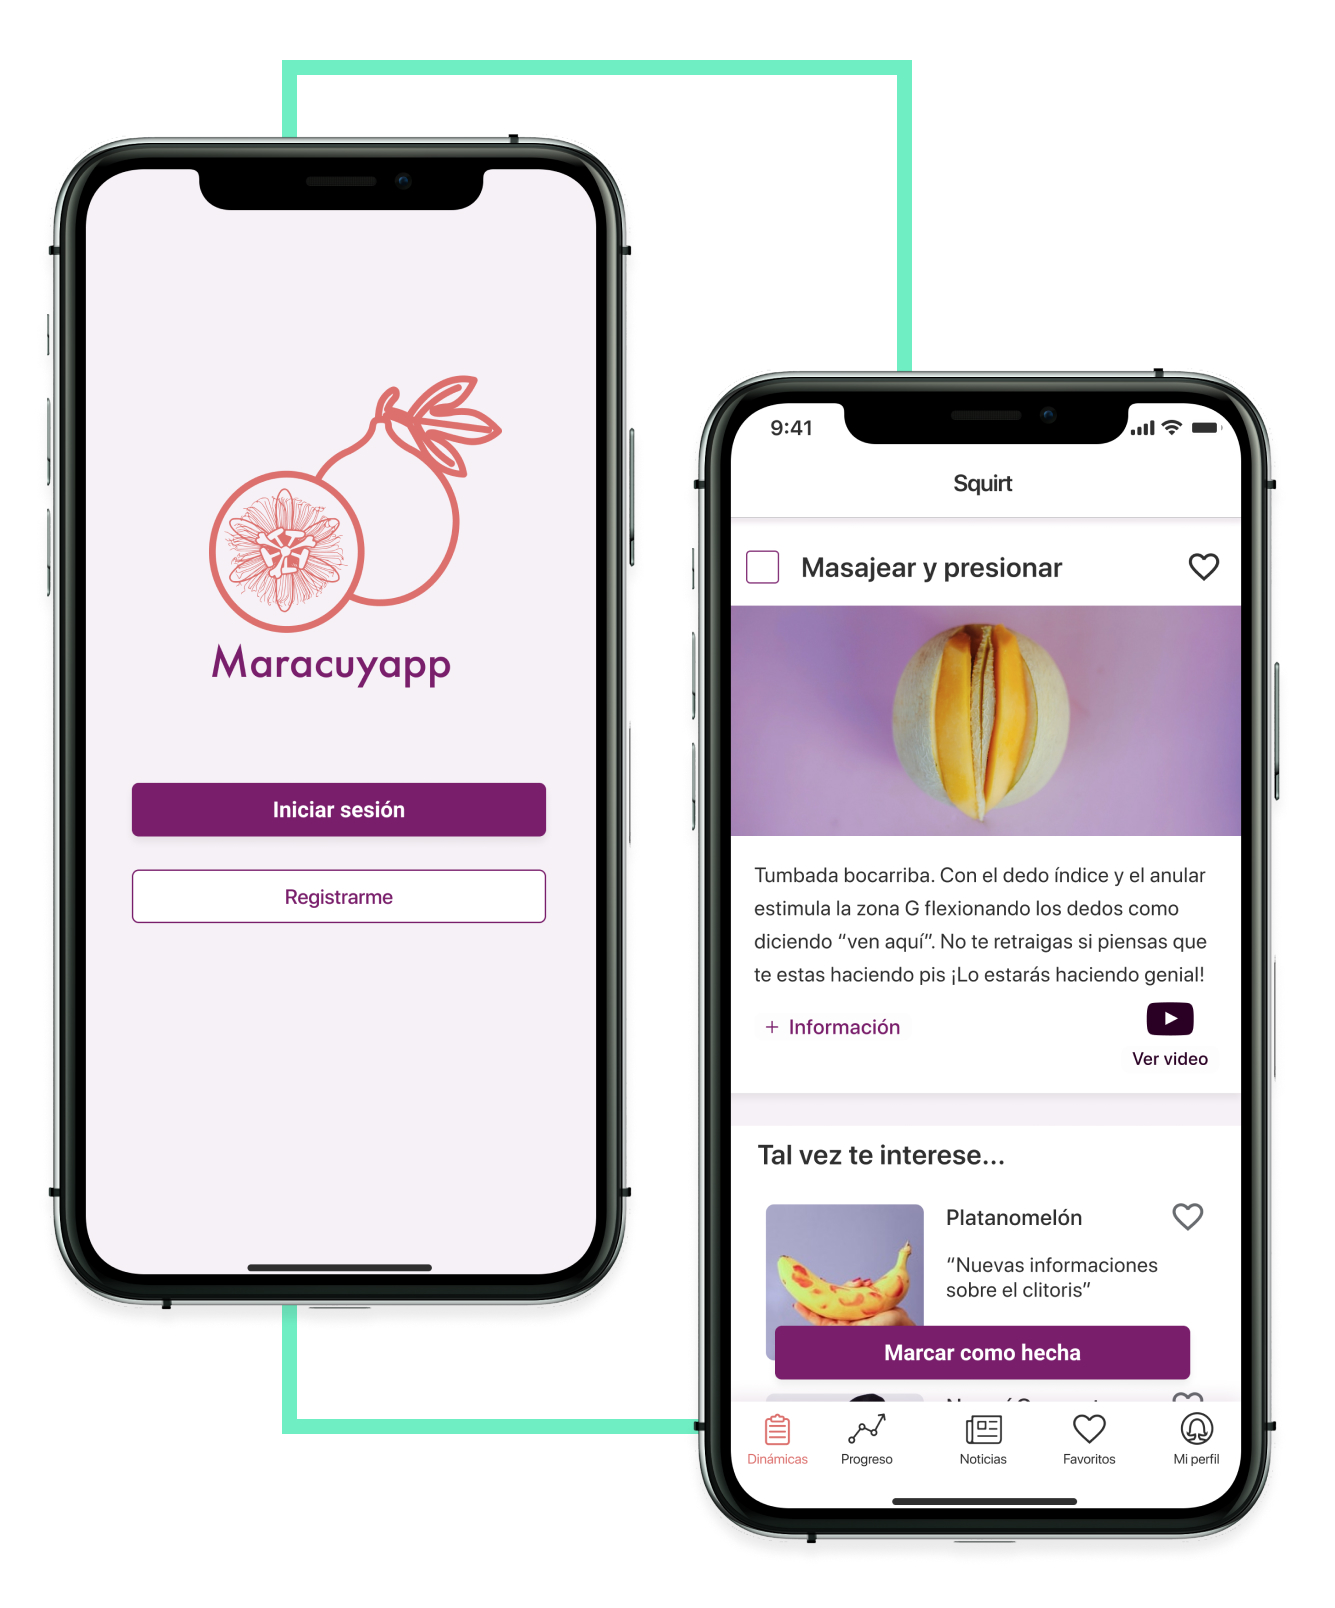 Maracuyapp
Iniciar sesión
Registrarme
9:41
Squirt
Masajear y presionar
Tumbada bocarriba. Con el dedo índice y el anular
estimula la zona G flexionando los dedos como
diciendo “ven aquí”. No te retraigas si piensas que
te estas haciendo pis ¡Lo estarás haciendo genial!
+ Información
Ver video
Tal vez te interese...
Platanomelón
“Nuevas informaciones
sobre el clitoris”
Marcar como hecha
Dinámicas
Progreso
Noticias
Favoritos
Mi perfil